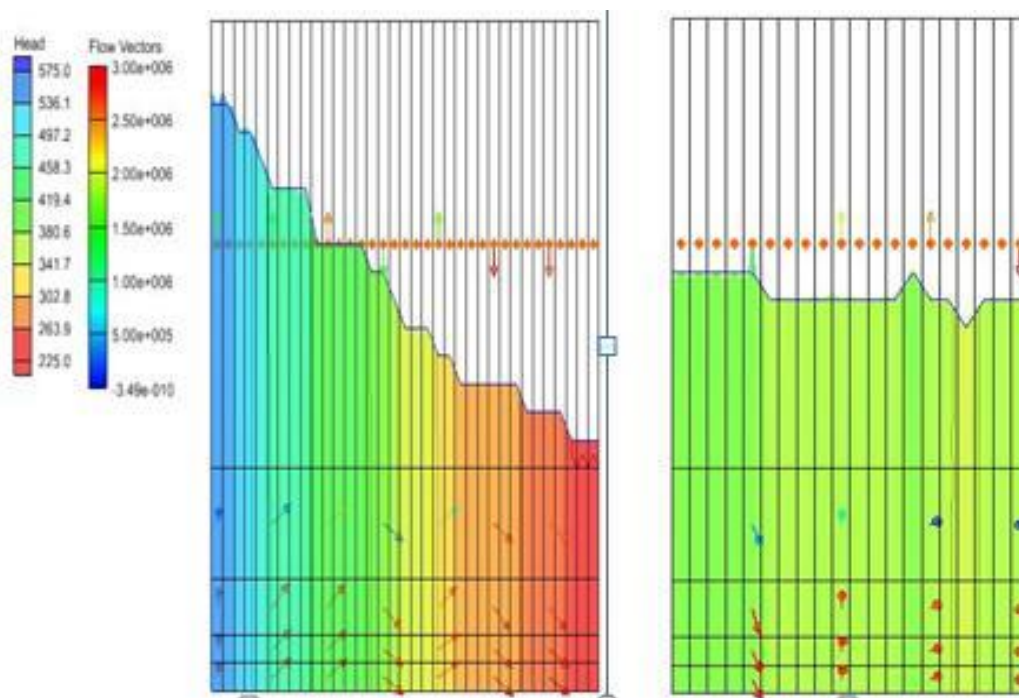 Head
575.0
536.1
497.2
458.3
419.4
380.6
341.7
302.8
263.9
225.0
Flow Vectors
3.00e+006
2.50e+006
2.00e+006
1.50e+006
1.00e+006
5.00e+005
-3.49e-010